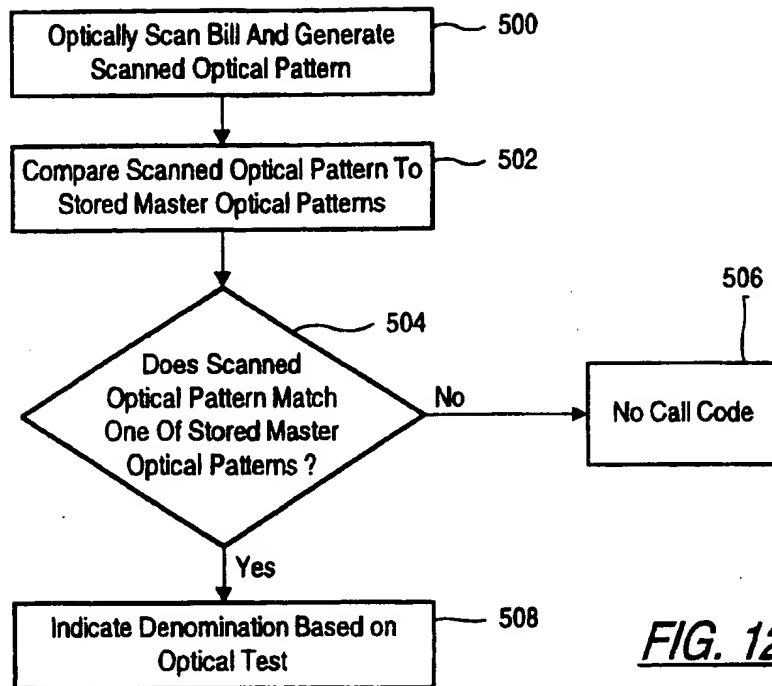 Optically Scan Bill And Generate
Scanned Optical Pattern
500
Compare Scanned Optical Pattern To
Stored Master Optical Patterns
502
Does Scanned
Optical Pattern Match
One Of Stored Master
Optical Patterns ?
504
No
506
No Call Code
Yes
Indicate Denomination Based on
Optical Test
508
FIG. 12